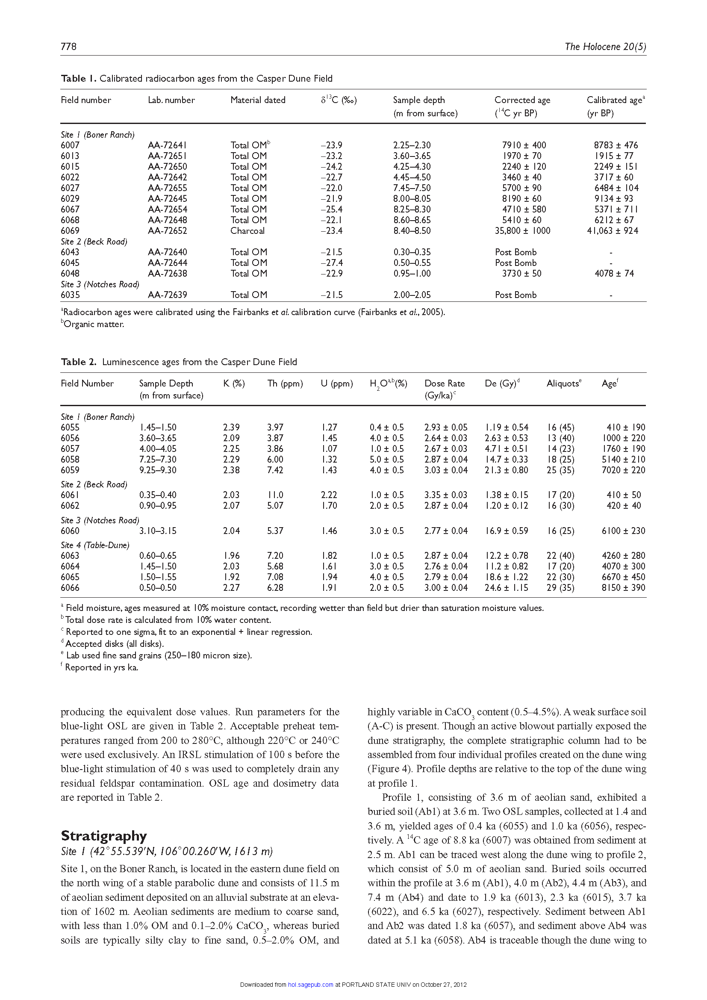 778 The Holocene 20(5)
Table 1. Calibrated radiocarbon ages from the Casper Dune Field
Field number Lab. number Material dated δ13C (‰) Sample depth Corrected age Calibrated agea
(m from surface) (14C yr BP) (yr BP)
Site 1 (Boner Ranch)
6007 AA-72641 Total OMb –23.9 2.25–2.30 7910 ± 400 8783 ± 476
6013 AA-72651 Total OM –23.2 3.60–3.65 1970 ± 70 1915 ± 77
6015 AA-72650 Total OM –24.2 4.25–4.30 2240 ± 120 2249 ± 151
6022 AA-72642 Total OM –22.7 4.45–4.50 3460 ± 40 3717 ± 60
6027 AA-72655 Total OM –22.0 7.45–7.50 5700 ± 90 6484 ± 104
6029 AA-72645 Total OM –21.9 8.00–8.05 8190 ± 60 9134 ± 93
6067 AA-72654 Total OM –25.4 8.25–8.30 4710 ± 580 5371 ± 711
6068 AA-72648 Total OM –22.1 8.60–8.65 5410 ± 60 6212 ± 67
6069 AA-72652 Charcoal –23.4 8.40–8.50 35,800 ± 1000 41,063 ± 924
Site 2 (Beck Road)
6043 AA-72640 Total OM –21.5 0.30–0.35 Post Bomb -
6045 AA-72644 Total OM –27.4 0.50–0.55 Post Bomb -
6048 AA-72638 Total OM –22.9 0.95–1.00 3730 ± 50 4078 ± 74
Site 3 (Notches Road)
6035 AA-72639 Total OM –21.5 2.00–2.05 Post Bomb -
aRadiocarbon ages were calibrated using the Fairbanks et al. calibration curve (Fairbanks et al., 2005).
bOrganic matter.
Table 2. Luminescence ages from the Casper Dune Field
Field Number Sample Depth K (%) Th (ppm) U (ppm) H2Oa,b(%) Dose Rate De (Gy)d Aliquotse Agef
(m from surface) (Gy/ka)c
Site 1 (Boner Ranch)
6055 1.45–1.50 2.39 3.97 1.27 0.4 ± 0.5 2.93 ± 0.05 1.19 ± 0.54 16 (45) 410 ± 190
6056 3.60–3.65 2.09 3.87 1.45 4.0 ± 0.5 2.64 ± 0.03 2.63 ± 0.53 13 (40) 1000 ± 220
6057 4.00–4.05 2.25 3.86 1.07 1.0 ± 0.5 2.67 ± 0.03 4.71 ± 0.51 14 (23) 1760 ± 190
6058 7.25–7.30 2.29 6.00 1.32 5.0 ± 0.5 2.87 ± 0.04 14.7 ± 0.33 18 (25) 5140 ± 210
6059 9.25–9.30 2.38 7.42 1.43 4.0 ± 0.5 3.03 ± 0.04 21.3 ± 0.80 25 (35) 7020 ± 220
Site 2 (Beck Road)
6061 0.35–0.40 2.03 11.0 2.22 1.0 ± 0.5 3.35 ± 0.03 1.38 ± 0.15 17 (20) 410 ± 50
6062 0.90–0.95 2.07 5.07 1.70 2.0 ± 0.5 2.87 ± 0.04 1.20 ± 0.12 16 (30) 420 ± 40
Site 3 (Notches Road)
6060 3.10–3.15 2.04 5.37 1.46 3.0 ± 0.5 2.77 ± 0.04 16.9 ± 0.59 16 (25) 6100 ± 230
Site 4 (Table-Dune)
6063 0.60–0.65 1.96 7.20 1.82 1.0 ± 0.5 2.87 ± 0.04 12.2 ± 0.78 22 (40) 4260 ± 280
6064 1.45–1.50 2.03 5.68 1.61 3.0 ± 0.5 2.76 ± 0.04 11.2 ± 0.82 17 (20) 4070 ± 300
6065 1.50–1.55 1.92 7.08 1.94 4.0 ± 0.5 2.79 ± 0.04 18.6 ± 1.22 22 (30) 6670 ± 450
6066 0.50–0.50 2.27 6.28 1.91 2.0 ± 0.5 3.00 ± 0.04 24.6 ± 1.15 29 (35) 8150 ± 390
a Field moisture, ages measured at 10% moisture contact, recording wetter than field but drier than saturation moisture values.
b Total dose rate is calculated from 10% water content.
c Reported to one sigma, fit to an exponential + linear regression.
d Accepted disks (all disks).
e Lab used fine sand grains (250–180 micron size).
f Reported in yrs ka.
producing the equivalent dose values. Run parameters for the
blue-light OSL are given in Table 2. Acceptable preheat tem-
peratures ranged from 200 to 280°C, although 220°C or 240°C
were used exclusively. An IRSL stimulation of 100 s before the
blue-light stimulation of 40 s was used to completely drain any
residual feldspar contamination. OSL age and dosimetry data
are reported in Table 2.
Stratigraphy
Site 1 (42°55.539′N, 106°00.260′W, 1613 m)
Site 1, on the Boner Ranch, is located in the eastern dune field on
the north wing of a stable parabolic dune and consists of 11.5 m
of aeolian sediment deposited on an alluvial substrate at an eleva-
tion of 1602 m. Aeolian sediments are medium to coarse sand,
with less than 1.0% OM and 0.1–2.0% CaCO3, whereas buried
soils are typically silty clay to fine sand, 0.5–2.0% OM, and
highly variable in CaCO3 content (0.5–4.5%). A weak surface soil
(A-C) is present. Though an active blowout partially exposed the
dune stratigraphy, the complete stratigraphic column had to be
assembled from four individual profiles created on the dune wing
(Figure 4). Profile depths are relative to the top of the dune wing
at profile 1.
Profile 1, consisting of 3.6 m of aeolian sand, exhibited a
buried soil (Ab1) at 3.6 m. Two OSL samples, collected at 1.4 and
3.6 m, yielded ages of 0.4 ka (6055) and 1.0 ka (6056), respec-
tively. A 14C age of 8.8 ka (6007) was obtained from sediment at
2.5 m. Ab1 can be traced west along the dune wing to profile 2,
which consist of 5.0 m of aeolian sand. Buried soils occurred
within the profile at 3.6 m (Ab1), 4.0 m (Ab2), 4.4 m (Ab3), and
7.4 m (Ab4) and date to 1.9 ka (6013), 2.3 ka (6015), 3.7 ka
(6022), and 6.5 ka (6027), respectively. Sediment between Ab1
and Ab2 was dated 1.8 ka (6057), and sediment above Ab4 was
dated at 5.1 ka (6058). Ab4 is traceable though the dune wing to
Downloaded from hol.sagepub.com at PORTLAND STATE UNIV on October 27, 2012